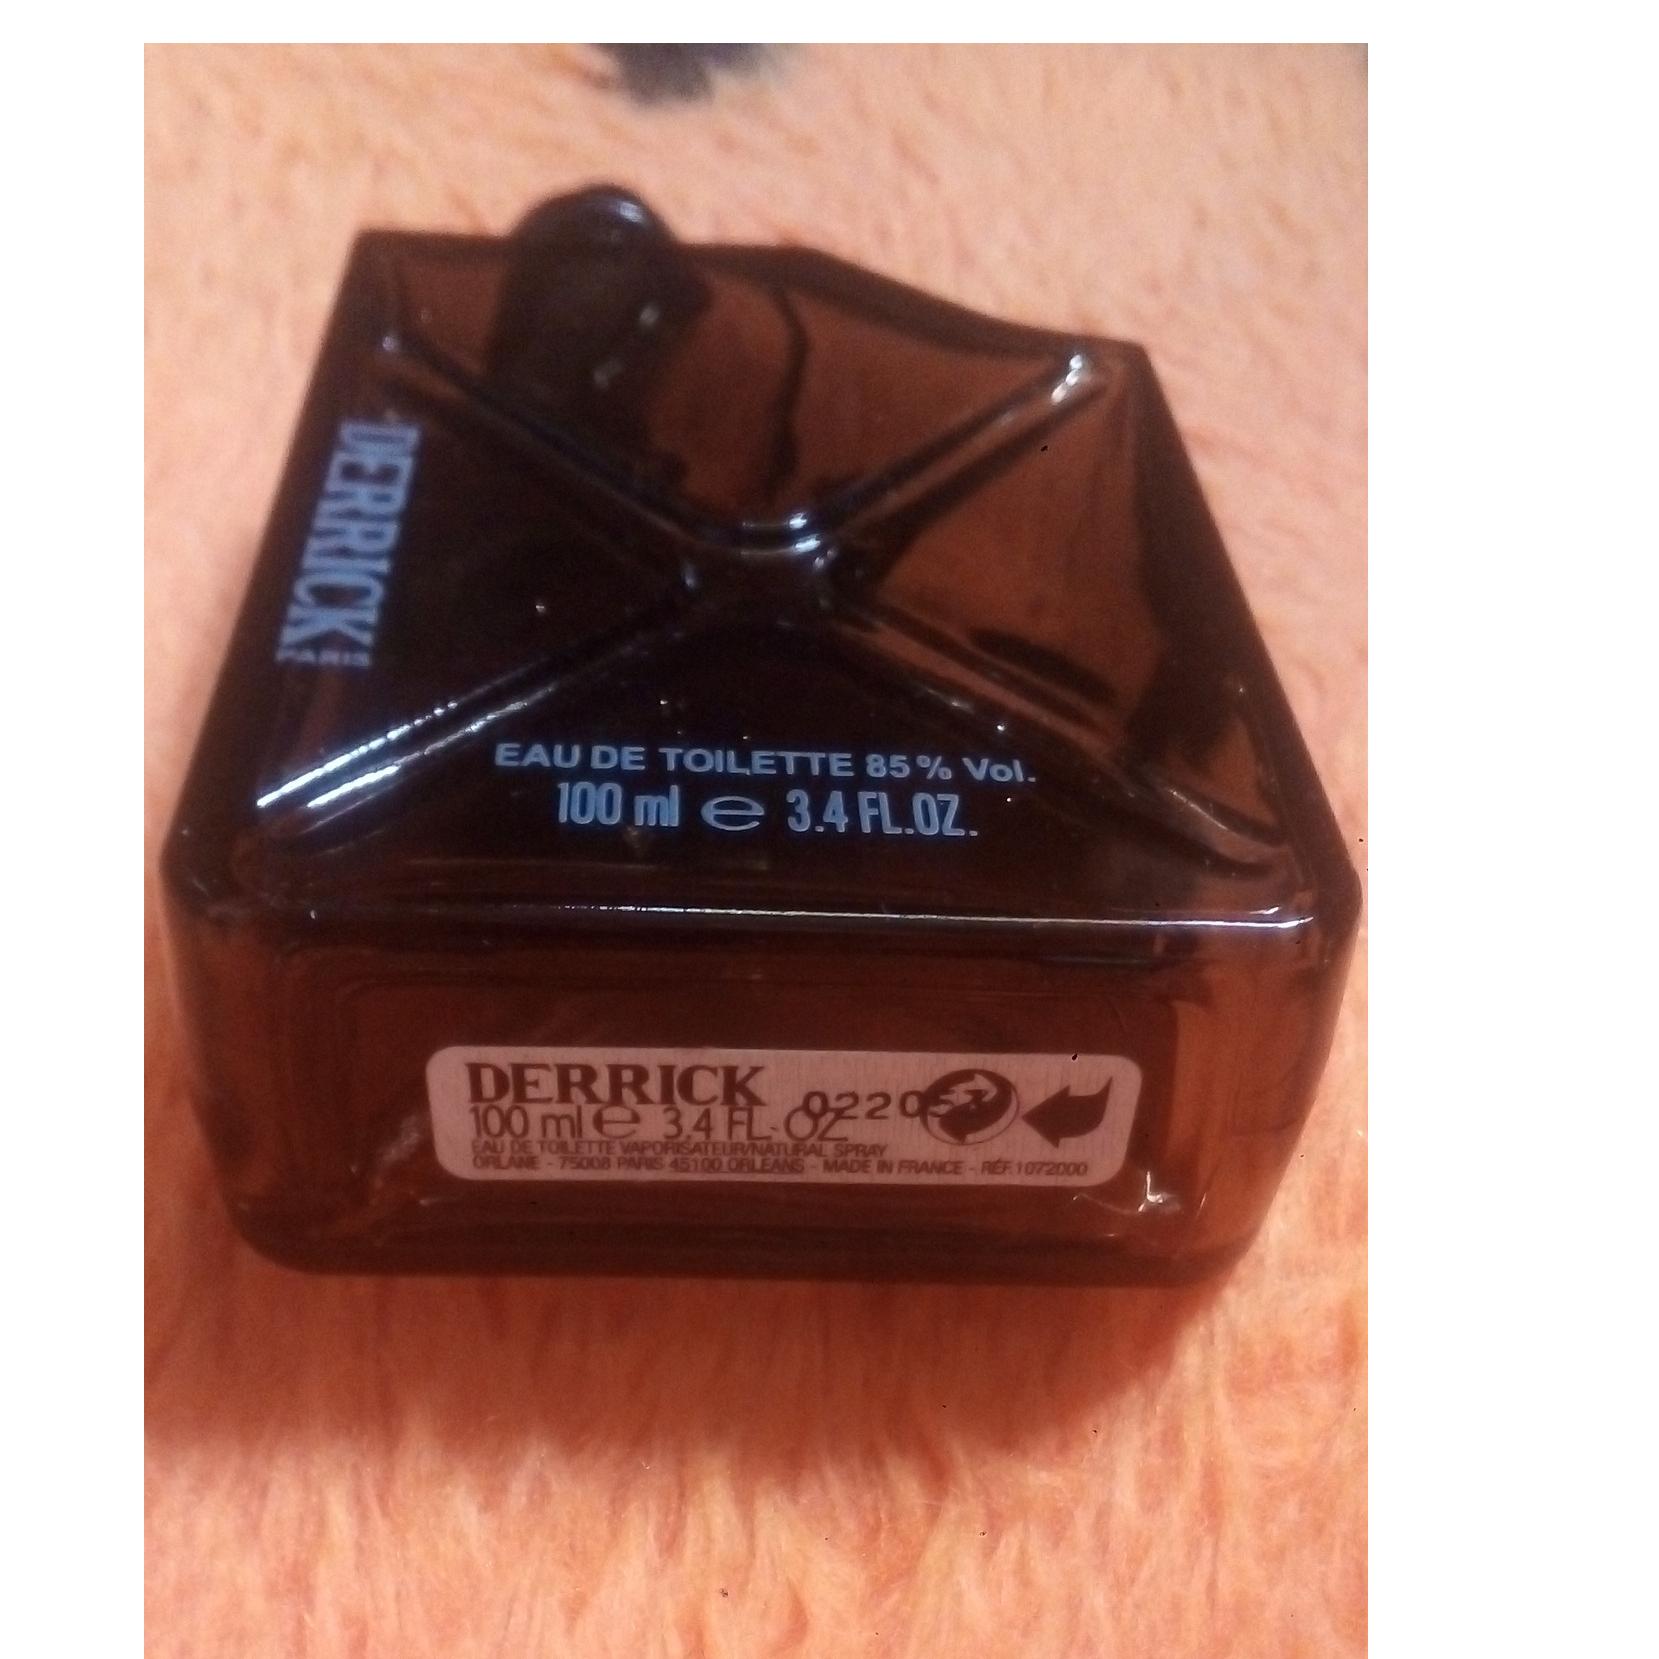 DERRICK
PARIS
EAU DE TOILETTE 85% Vol.
100 ml e 3.4 FL.OZ.
DERRICK
100 ml e 3.4 FL.OZ
EAU DE TOILETTE VAPORISATEUR/NATURAL SPRAY
ORLANE - 75008 PARIS 45100 ORLEANS - MADE IN FRANCE - RÉF.1072000